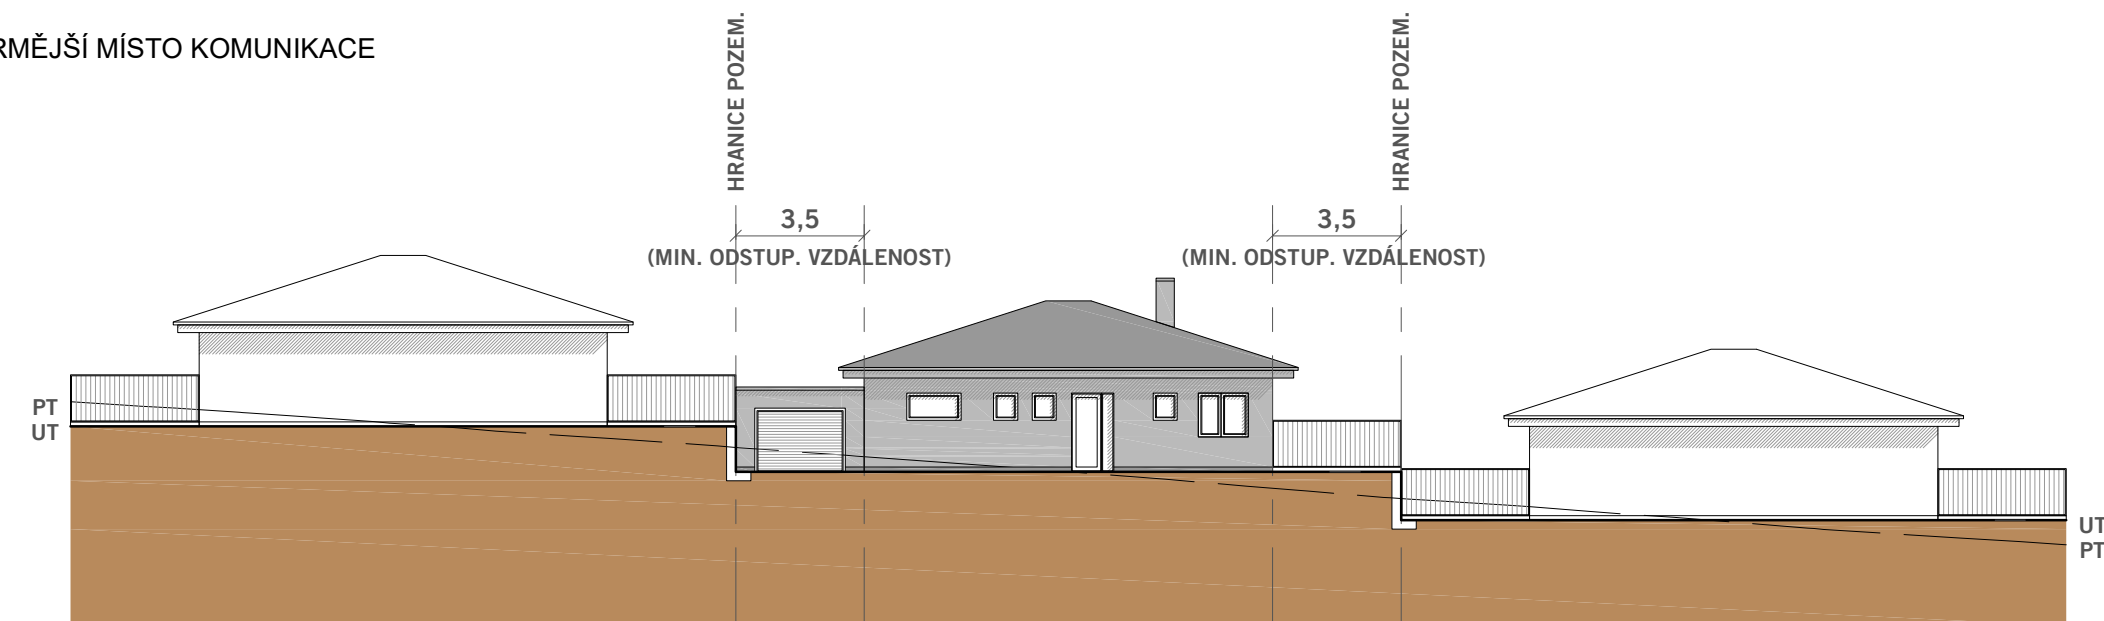 RMĚJŠÍ MÍSTO KOMUNIKACE
HRANICE POZEM.
HRANICE POZEM.
3,5
(MIN. ODSTUP. VZDÁLENOST)
3,5
(MIN. ODSTUP. VZDÁLENOST)
PT
UT
UT
PT